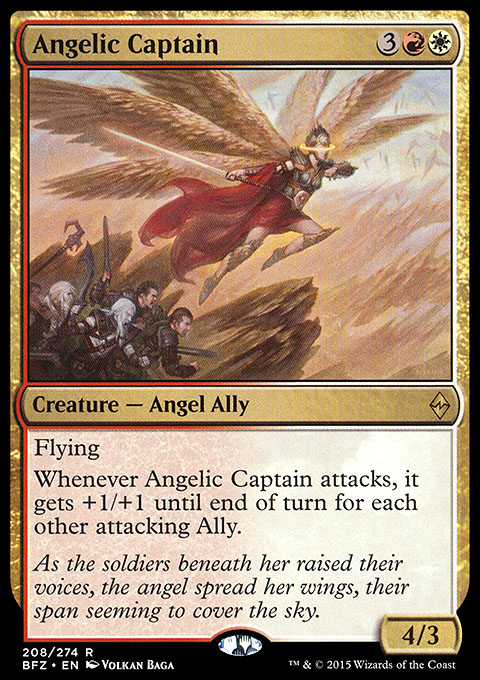 Angelic Captain 3
Creature — Angel Ally
Flying
Whenever Angelic Captain attacks, it
gets +1/+1 until end of turn for each
other attacking Ally.
As the soldiers beneath her raised their
voices, the angel spread her wings, their
span seeming to cover the sky.
4/3
208/274 R
BFZ • EN Volkan Baga
™ & © 2015 Wizards of the Coast